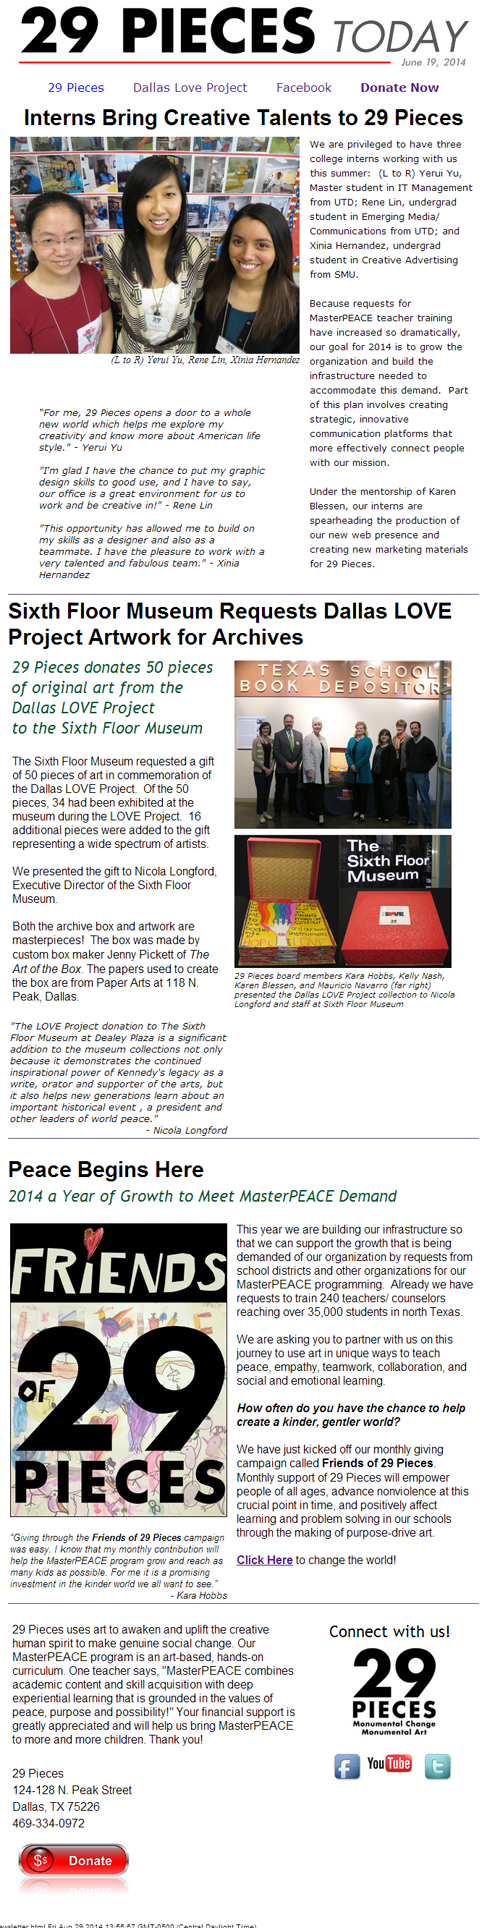 29 PIECES TODAY
June 19, 2014
29 Pieces Dallas Love Project Facebook Donate Now
Interns Bring Creative Talents to 29 Pieces
(L to R) Yerui Yu, Rene Lin, Xinia Hernandez
"For me, 29 Pieces opens a door to a whole
new world which helps me explore my
creativity and know more about American life
style." - Yerui Yu
"I'm glad I have the chance to put my graphic
design skills to good use, and I have to say,
our office is a great environment for us to
work and be creative in!" - Rene Lin
"This opportunity has allowed me to build on
my skills as a designer and also as a
teammate. I have the pleasure to work with a
very talented and fabulous team." - Xinia
Hernandez
We are privileged to have three
college interns working with us
this summer: (L to R) Yerui Yu,
Master student in IT Management
from UTD; Rene Lin, undergrad
student in Emerging Media/
Communications from UTD; and
Xinia Hernandez, undergrad
student in Creative Advertising
from SMU.
Because requests for
MasterPEACE teacher training
have increased so dramatically,
our goal for 2014 is to grow the
organization and build the
infrastructure needed to
accommodate this demand. Part
of this plan involves creating
strategic, innovative
communication platforms that
more effectively connect people
with our mission.
Under the mentorship of Karen
Blessen, our interns are
spearheading the production of
our new web presence and
creating new marketing materials
for 29 Pieces.
Sixth Floor Museum Requests Dallas LOVE
Project Artwork for Archives
29 Pieces donates 50 pieces
of original art from the
Dallas LOVE Project
to the Sixth Floor Museum
The Sixth Floor Museum requested a gift
of 50 pieces of art in commemoration of
the Dallas LOVE Project. Of the 50
pieces, 34 had been exhibited at the
museum during the LOVE Project. 16
additional pieces were added to the gift
representing a wide spectrum of artists.
We presented the gift to Nicola Longford,
Executive Director of the Sixth Floor
Museum.
Both the archive box and artwork are
masterpieces! The box was made by
custom box maker Jenny Pickett of The
Art of the Box. The papers used to create
the box are from Paper Arts at 118 N.
Peak, Dallas.
"The LOVE Project donation to The Sixth
Floor Museum at Dealey Plaza is a significant
addition to the museum collections not only
because it demonstrates the continued
inspirational power of Kennedy's legacy as a
write, orator and supporter of the arts, but
it also helps new generations learn about an
important historical event , a president and
other leaders of world peace."
- Nicola Longford
TEXAS SCHOOL
BOOK DEPOSITOR
The
Sixth Floor
Museum
LOVE
29
29 Pieces board members Kara Hobbs, Kelly Nash,
Karen Blessen, and Mauricio Navarro (far right)
presented the Dallas LOVE Project collection to Nicola
Longford and staff at Sixth Floor Museum
Peace Begins Here
2014 a Year of Growth to Meet MasterPEACE Demand
FRiENDS
OF 29
PIECES
"Giving through the Friends of 29 Pieces campaign
was easy. I know that my monthly contribution will
help the MasterPEACE program grow and reach as
many kids as possible. For me it is a promising
investment in the kinder world we all want to see."
- Kara Hobbs
This year we are building our infrastructure so
that we can support the growth that is being
demanded of our organization by requests from
school districts and other organizations for our
MasterPEACE programming. Already we have
requests to train 240 teachers/ counselors
reaching over 35,000 students in north Texas.
We are asking you to partner with us on this
journey to use art in unique ways to teach
peace, empathy, teamwork, collaboration, and
social and emotional learning.
How often do you have the chance to help
create a kinder, gentler world?
We have just kicked off our monthly giving
campaign called Friends of 29 Pieces.
Monthly support of 29 Pieces will empower
people of all ages, advance nonviolence at this
crucial point in time, and positively affect
learning and problem solving in our schools
through the making of purpose-drive art.
Click Here to change the world!
29 Pieces uses art to awaken and uplift the creative
human spirit to make genuine social change. Our
MasterPEACE program is an art-based, hands-on
curriculum. One teacher says, "MasterPEACE combines
academic content and skill acquisition with deep
experiential learning that is grounded in the values of
peace, purpose and possibility!" Your financial support is
greatly appreciated and will help us bring MasterPEACE
to more and more children. Thank you!
29 Pieces
124-128 N. Peak Street
Dallas, TX 75226
469-334-0972
Donate
Connect with us!
29
PIECES
Monumental Change
Monumental Art
f YouTube t